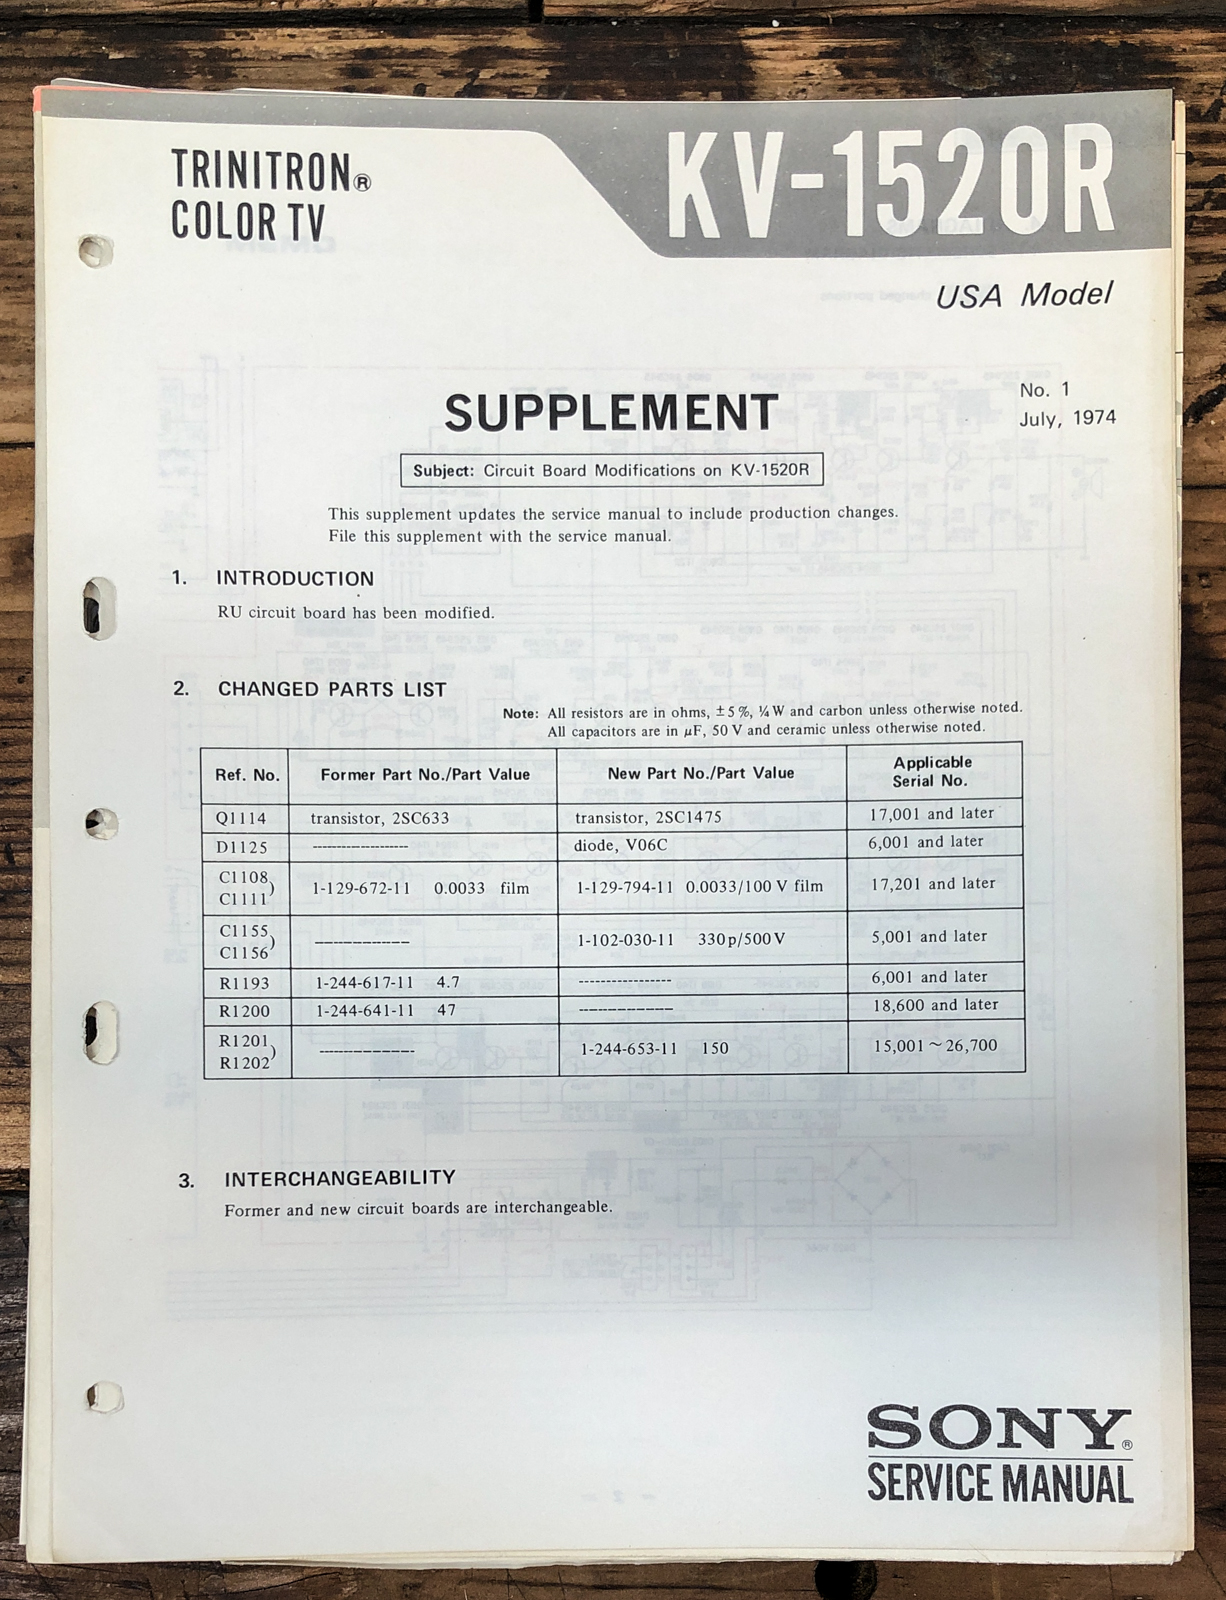 TRINITRON®
COLOR TV
KV-1520R
USA Model
SUPPLEMENT
No. 1
July, 1974
Subject: Circuit Board Modifications on KV-1520R
This supplement updates the service manual to include production changes.
File this supplement with the service manual.
1. INTRODUCTION
RU circuit board has been modified.
2. CHANGED PARTS LIST
Note: All resistors are in ohms, ±5%, ¼W and carbon unless otherwise noted.
All capacitors are in μF, 50 V and ceramic unless otherwise noted.
Ref. No. Former Part No./Part Value New Part No./Part Value Applicable Serial No.
Q1114 transistor, 2SC633 transistor, 2SC1475 17,001 and later
D1125 ------------------- diode, V06C 6,001 and later
C1108, C1111) 1-129-672-11 0.0033 film 1-129-794-11 0.0033/100 V film 17,201 and later
C1155, C1156) ------------------- 1-102-030-11 330p/500V 5,001 and later
R1193 1-244-617-11 4.7 ------------------- 6,001 and later
R1200 1-244-641-11 47 ------------------- 18,600 and later
R1201, R1202) ------------------- 1-244-653-11 150 15,001 ~ 26,700
3. INTERCHANGEABILITY
Former and new circuit boards are interchangeable.
SONY®
SERVICE MANUAL